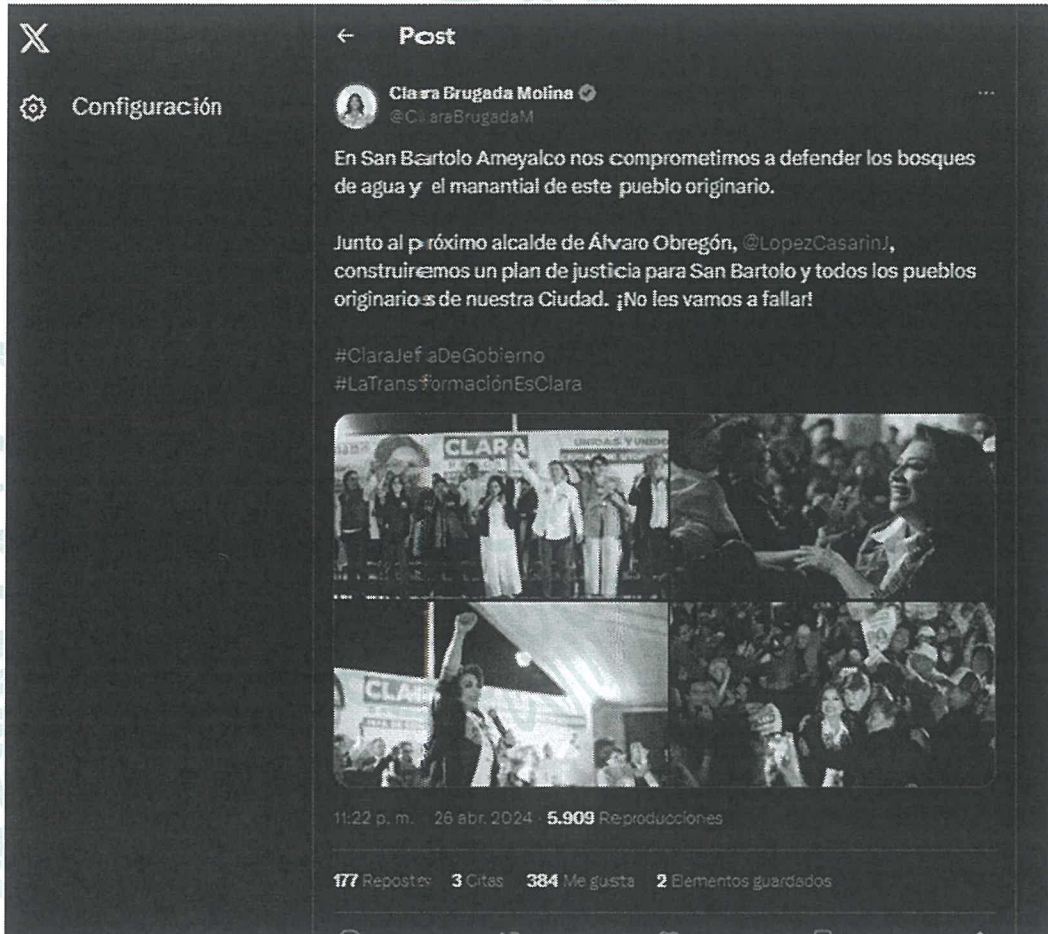 Post
Configuración
Clara Brugada Molina
@ClaraBrugadaM
En San Bartolo Ameyalco nos comprometimos a defender los bosques
de agua y el manantial de este pueblo originario.
Junto al próximo alcalde de Álvaro Obregón, @LopezCasarinJ,
construiremos un plan de justicia para San Bartolo y todos los pueblos
originarios de nuestra Ciudad. ¡No les vamos a fallar!
#ClaraJefaDeGobierno
#LaTransformaciónEsClara
CLARA
UNIDAS Y UNIDO
CLA
11:22 p. m. · 26 abr. 2024 · 5.909 Reproducciones
177 Reposts 3 Citas 384 Me gusta 2 Elementos guardados